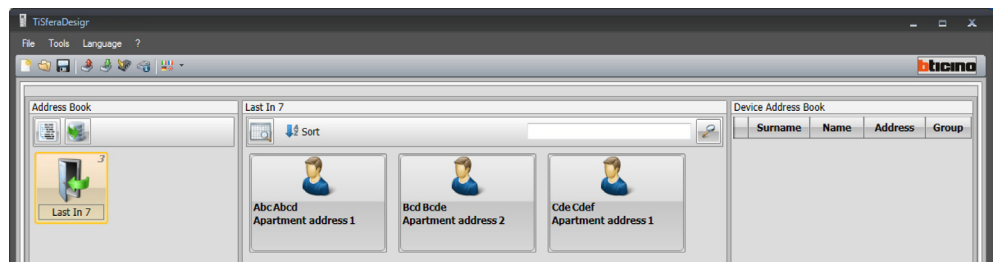 TiSferaDesigr
File Tools Language ?
bticino
Address Book
Last In 7
Device Address Book
Sort
Surname Name Address Group
3
Last In 7
Abc Abcd
Apartment address 1
Bcd Bcde
Apartment address 2
Cde Cdef
Apartment address 1